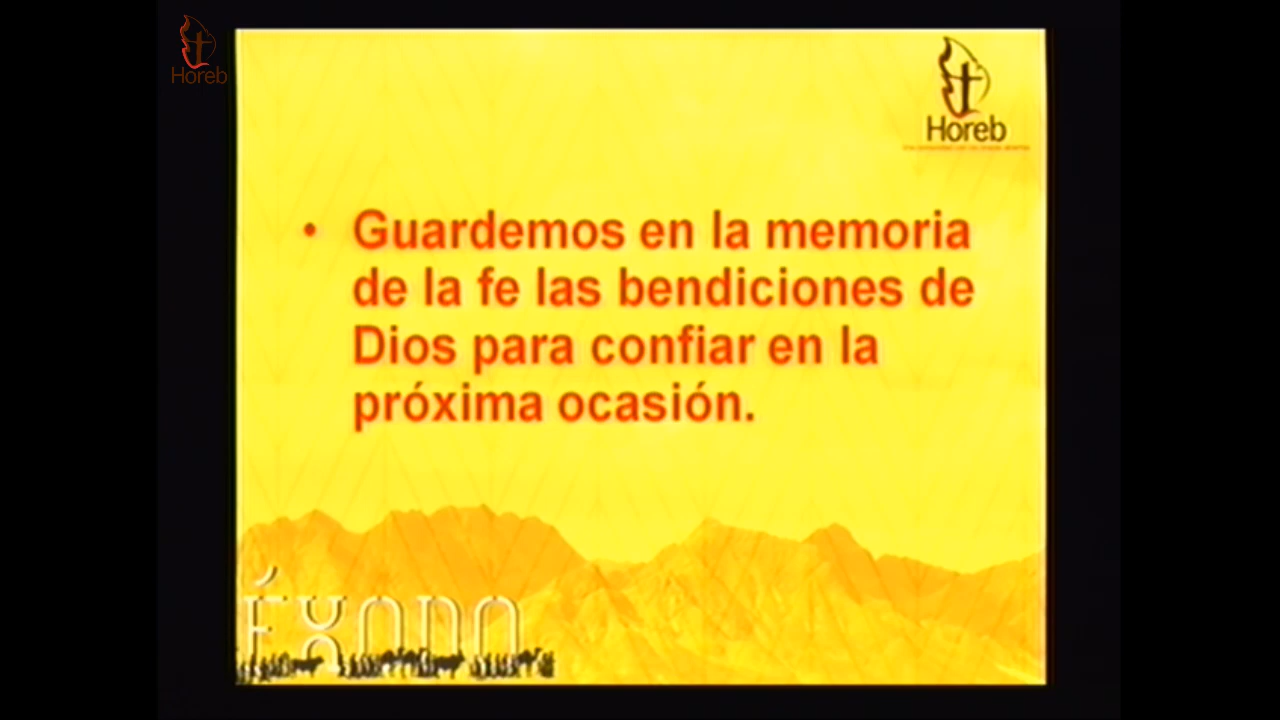 Horeb
Horeb
• Guardemos en la memoria
de la fe las bendiciones de
Dios para confiar en la
próxima ocasión.
ÉXODO